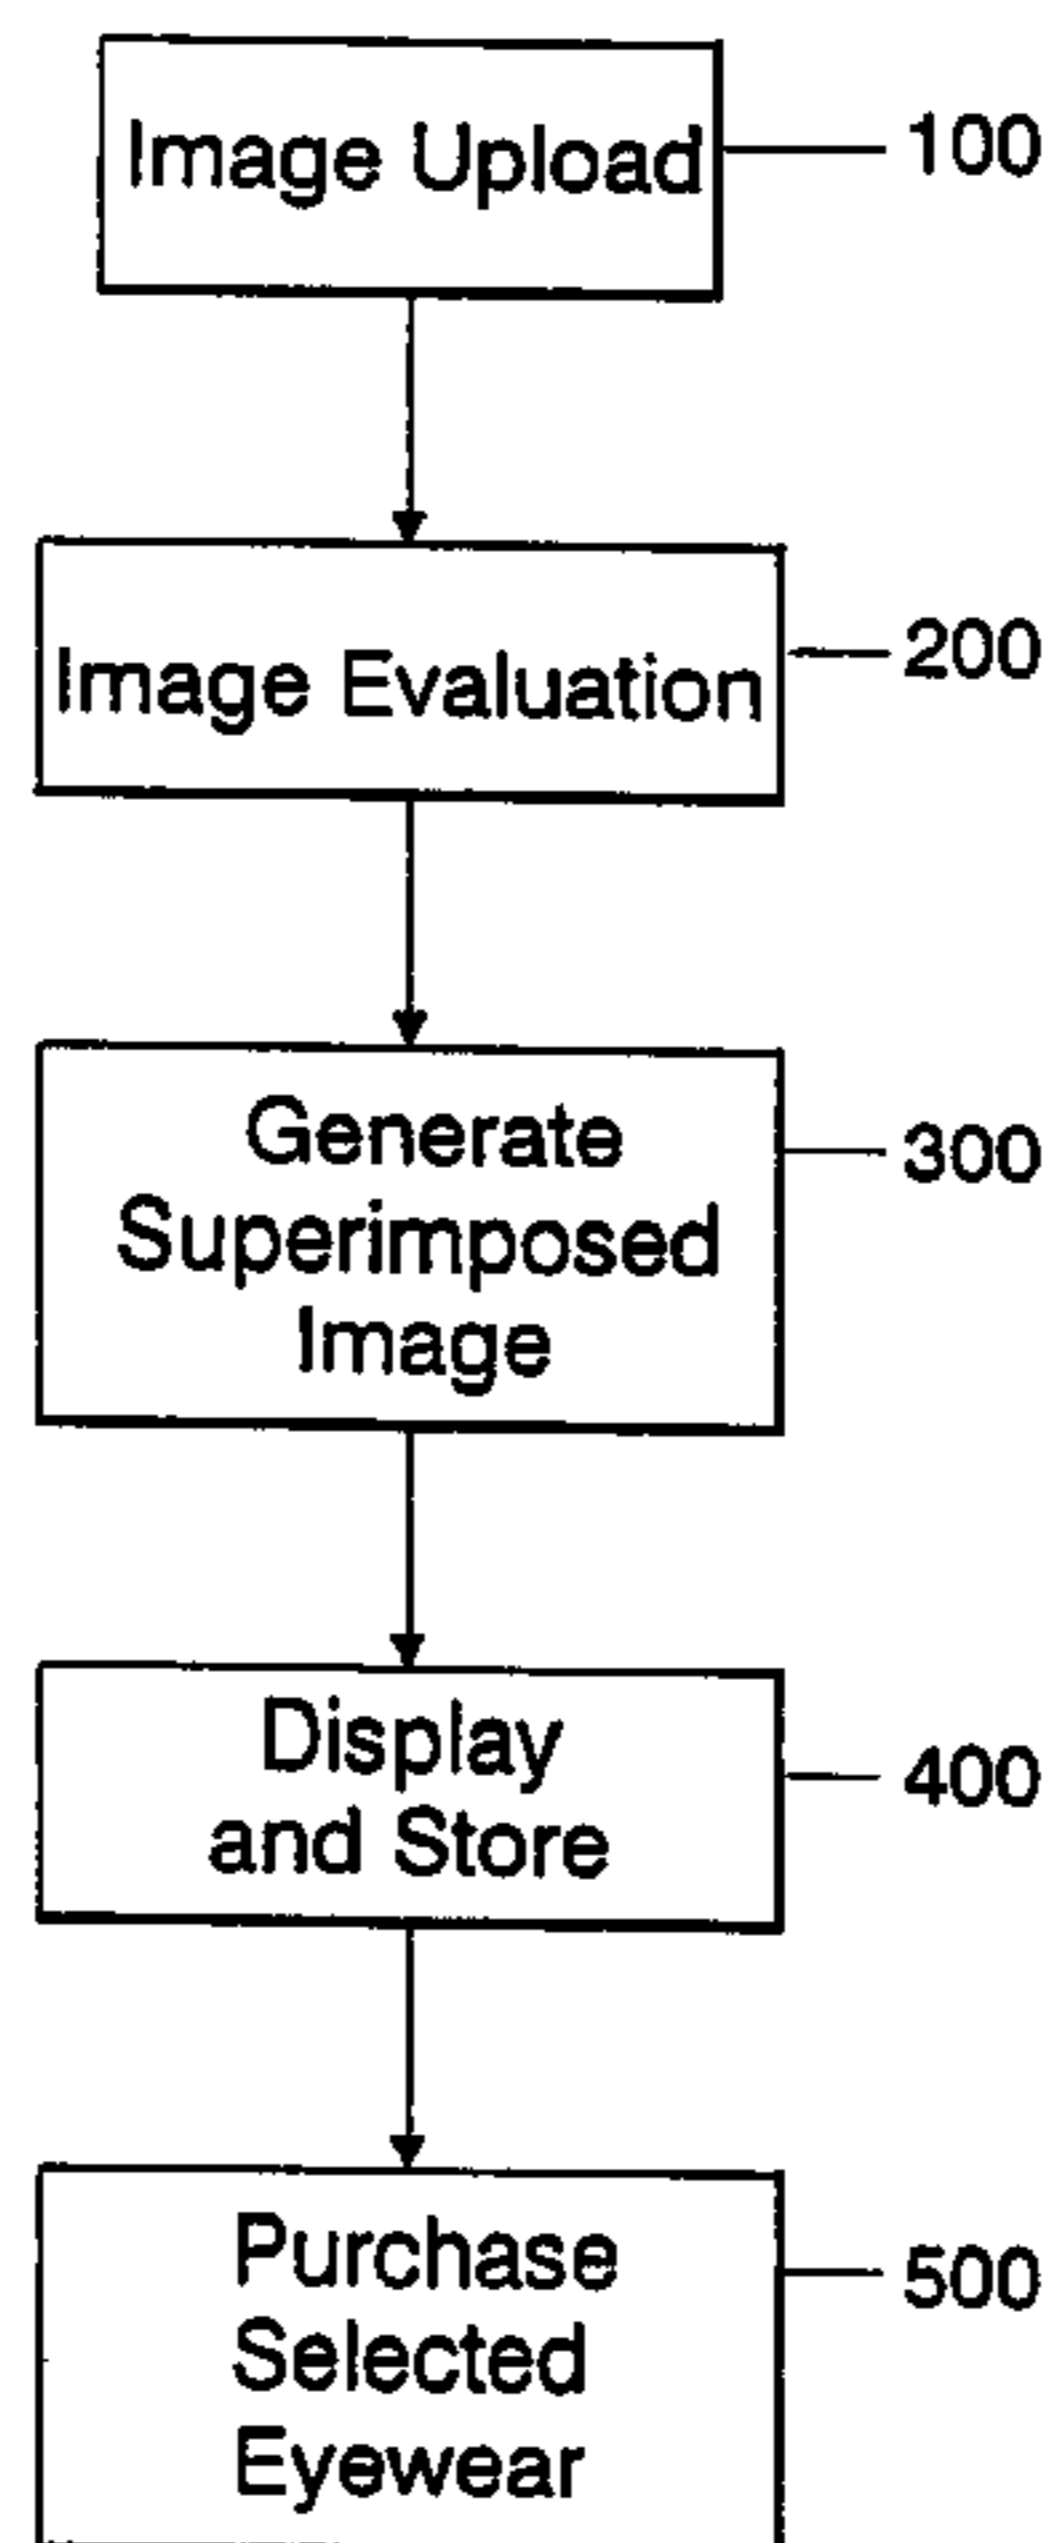 Image Upload
100
Image Evaluation
200
Generate
Superimposed
Image
300
Display
and Store
400
Purchase
Selected
Eyewear
500